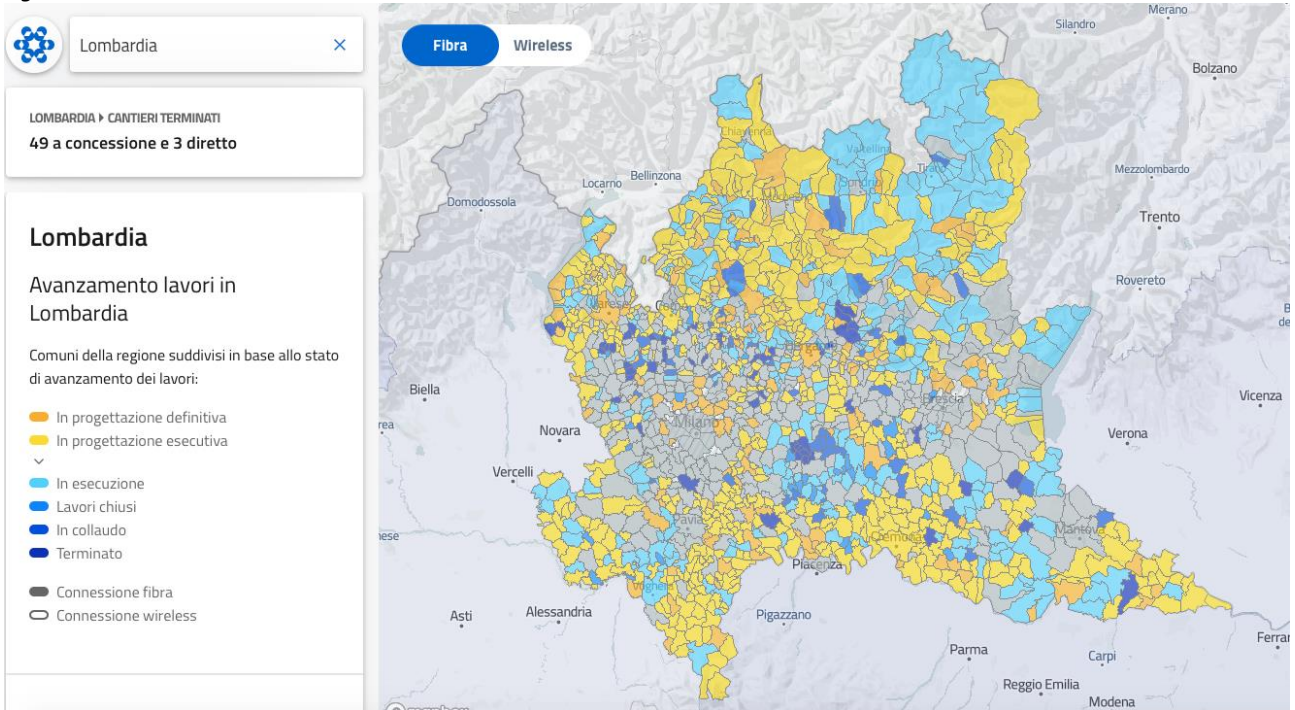 Lombardia
LOMBARDIA ▸ CANTIERI TERMINATI
49 a concessione e 3 diretto
Lombardia
Avanzamento lavori in
Lombardia
Comuni della regione suddivisi in base allo stato
di avanzamento dei lavori:
In progettazione definitiva
In progettazione esecutiva
In esecuzione
Lavori chiusi
In collaudo
Terminato
Connessione fibra
Connessione wireless
Fibra
Wireless
Merano
Silandro
Bolzano
Chiavenna
Bellinzona
Locarno
Domodossola
Sondrio
Tirano
Mezzolombardo
Trento
Rovereto
Varese
Biella
Novara
Milano
Brescia
Vicenza
Verona
Vercelli
Pavia
Cremona
Mantova
Piacenza
Asti
Alessandria
Pigazzano
Parma
Carpi
Reggio Emilia
Modena